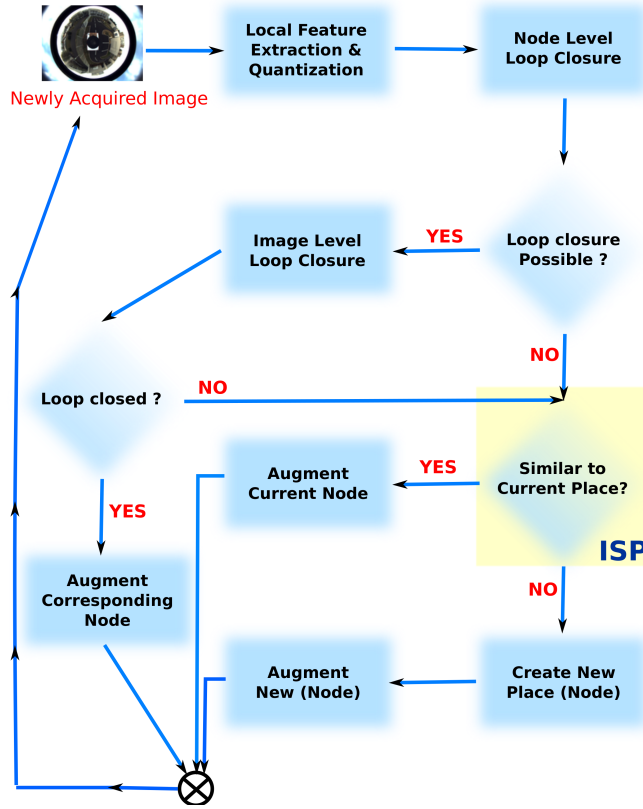 Local Feature
Extraction &
Quantization
Node Level
Loop Closure
Newly Acquired Image
Image Level
Loop Closure
YES
Loop closure
Possible ?
NO
Loop closed ?
NO
Similar to
Current Place?
YES
Augment
Current Node
ISP
YES
NO
Augment
Corresponding
Node
Augment
New (Node)
Create New
Place (Node)